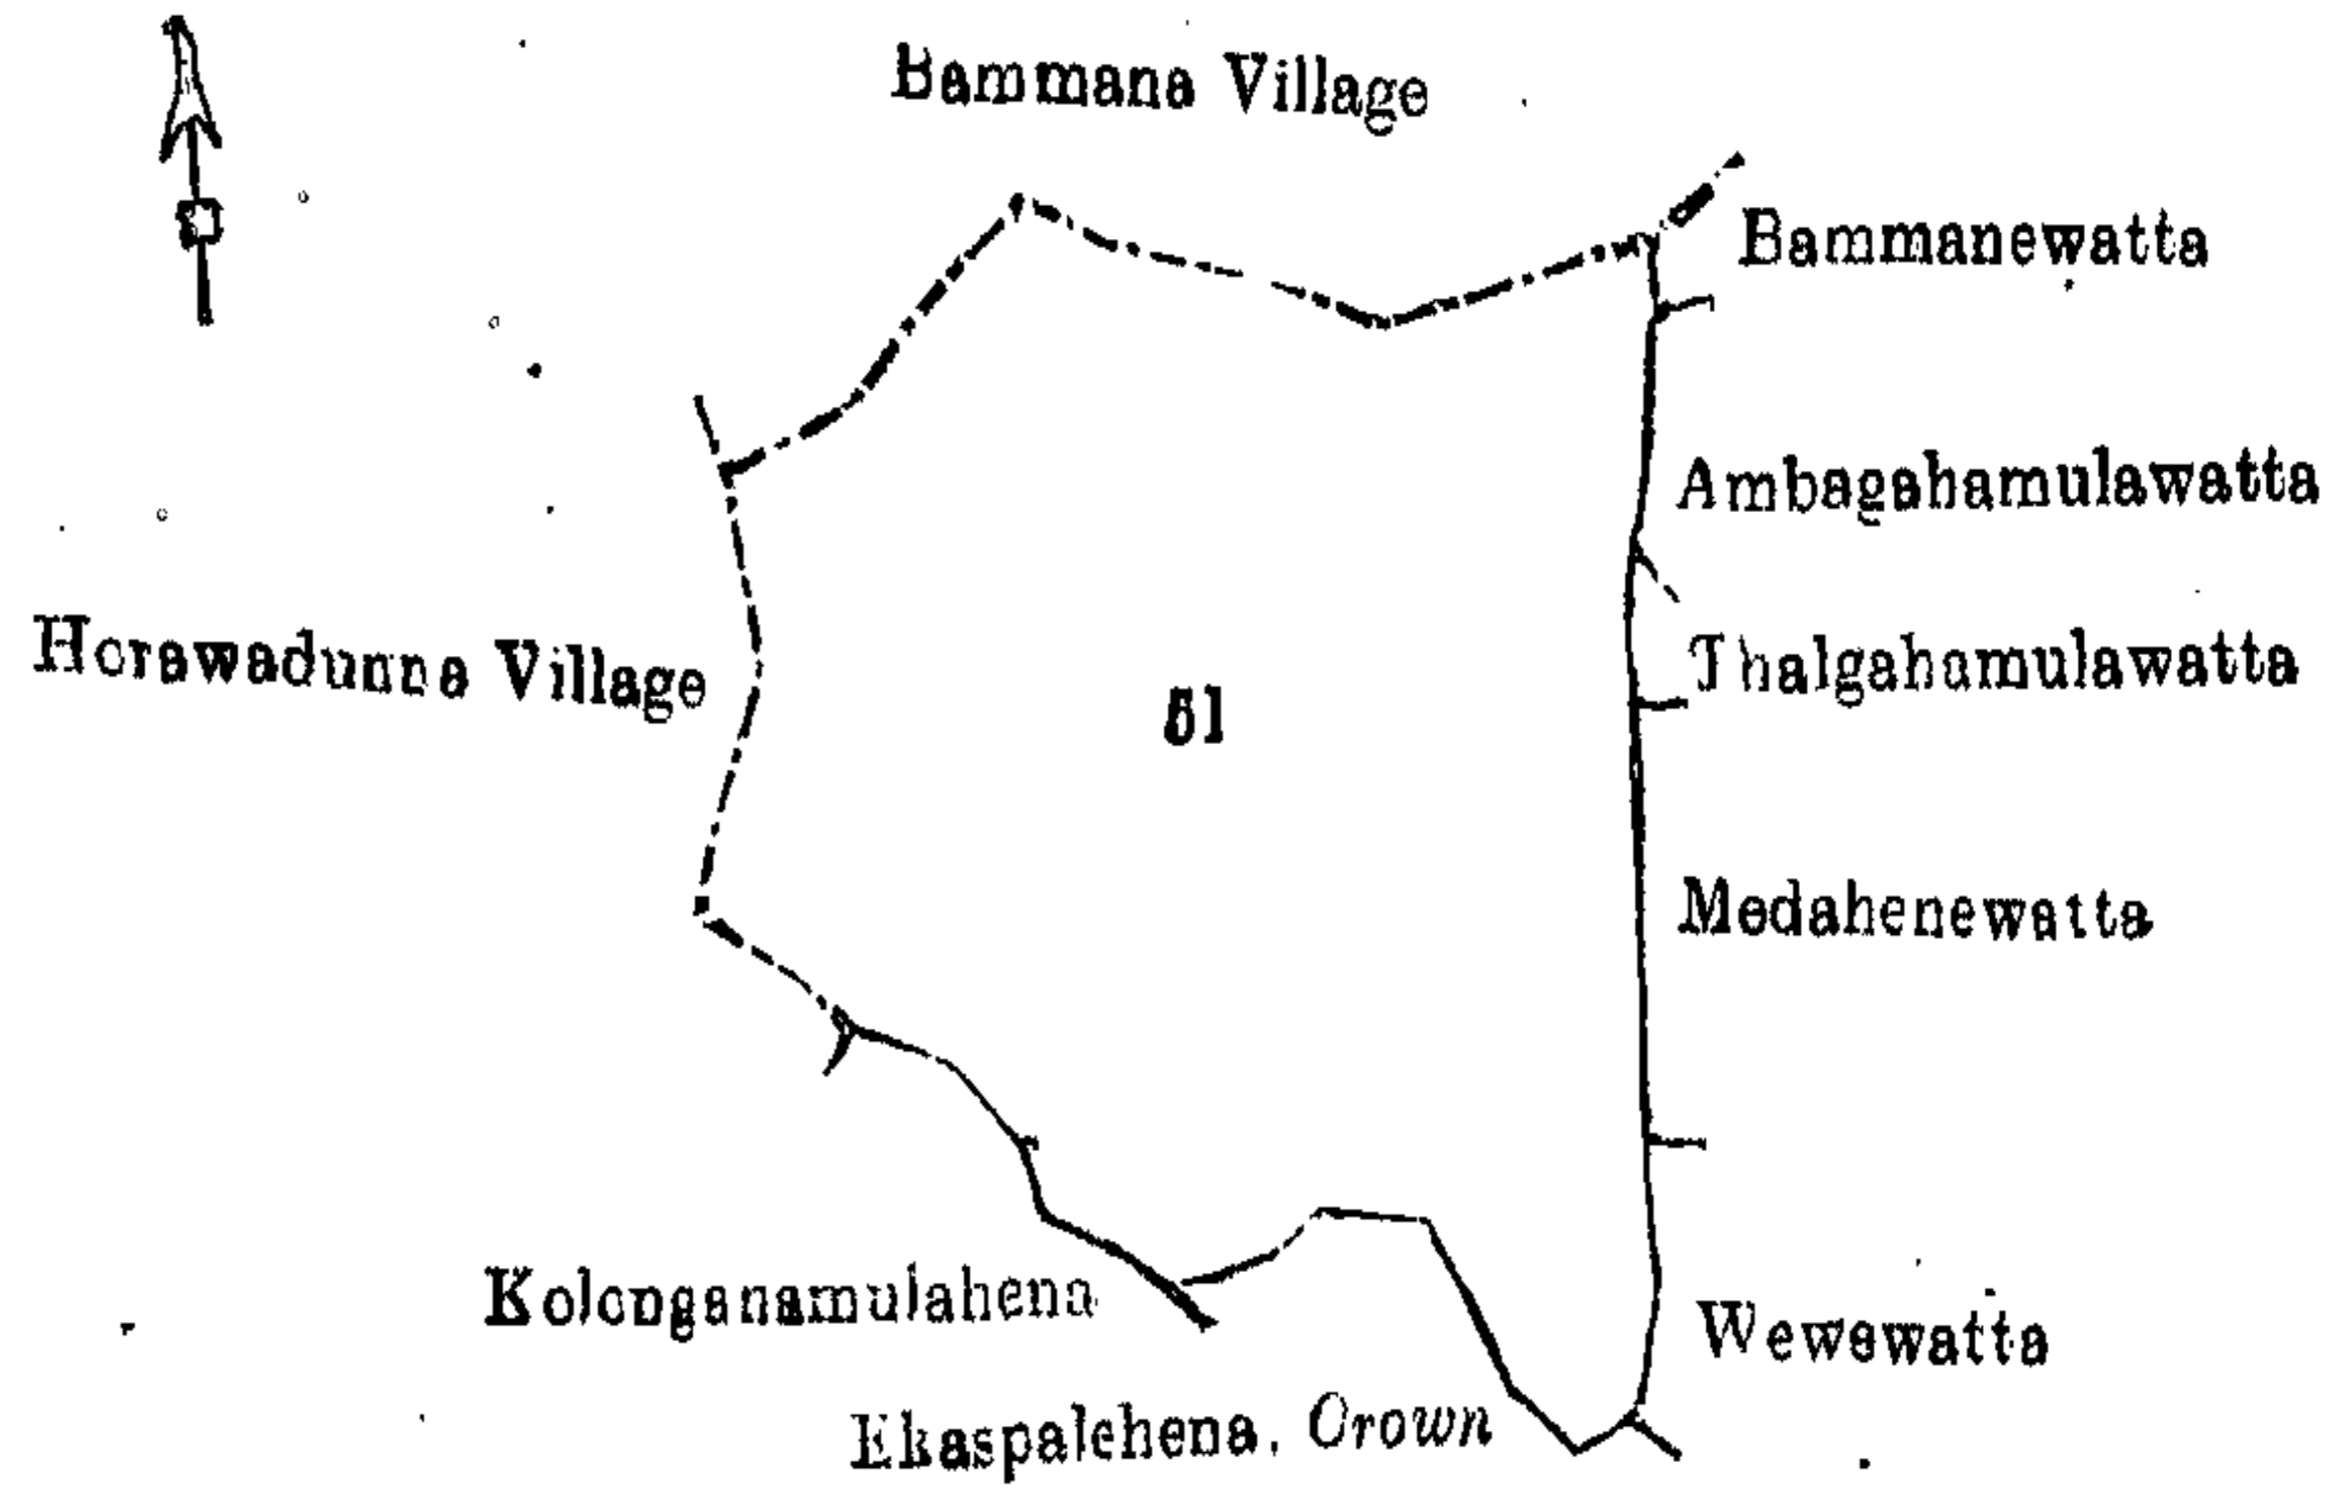 Bammana Village
Bammanewatta
Ambagahamulawatta
Horawadunna Village
Thalgahamulawatta
51
Medahenewatta
Kolonganamulahena
Wewewatta
Ekaspalehena, Crown